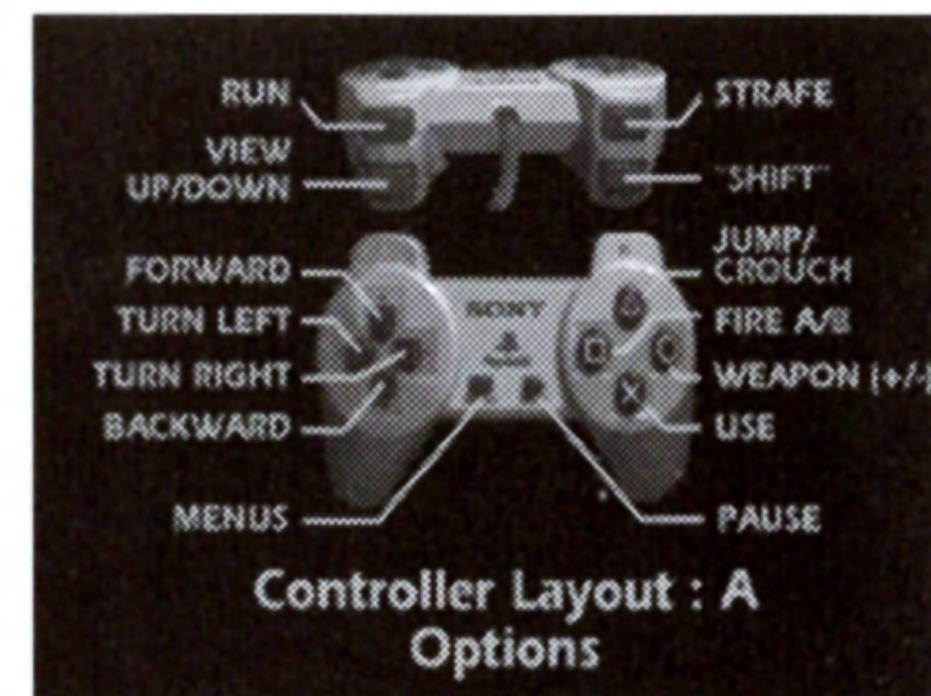 RUN
STRAFE
VIEW
UP/DOWN
"SHIFT"
FORWARD
JUMP/
CROUCH
TURN LEFT
SONY
FIRE A/B
TURN RIGHT
WEAPON (+/-)
BACKWARD
USE
MENUS
PAUSE
Controller Layout : A
Options